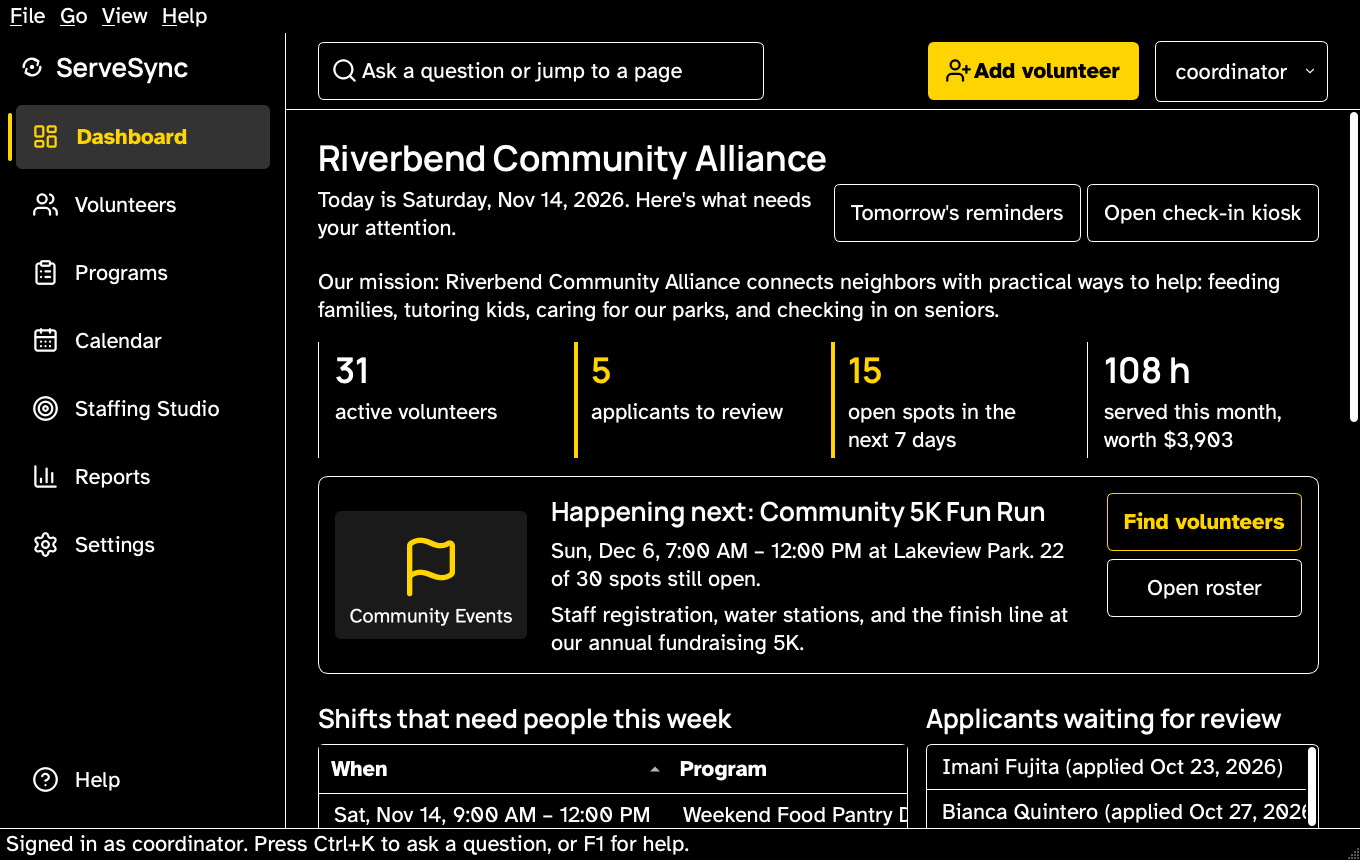 File Go View Help
ServeSync
Ask a question or jump to a page
Add volunteer
coordinator
Dashboard
Volunteers
Programs
Calendar
Staffing Studio
Reports
Settings
Help
Riverbend Community Alliance
Today is Saturday, Nov 14, 2026. Here's what needs
your attention.
Tomorrow's reminders
Open check-in kiosk
Our mission: Riverbend Community Alliance connects neighbors with practical ways to help: feeding
families, tutoring kids, caring for our parks, and checking in on seniors.
31
active volunteers
5
applicants to review
15
open spots in the
next 7 days
108 h
served this month,
worth $3,903
Community Events
Happening next: Community 5K Fun Run
Sun, Dec 6, 7:00 AM – 12:00 PM at Lakeview Park. 22
of 30 spots still open.
Staff registration, water stations, and the finish line at
our annual fundraising 5K.
Find volunteers
Open roster
Shifts that need people this week
When Program
Sat, Nov 14, 9:00 AM – 12:00 PM Weekend Food Pantry
Applicants waiting for review
Imani Fujita (applied Oct 23, 2026)
Bianca Quintero (applied Oct 27, 2026
Signed in as coordinator. Press Ctrl+K to ask a question, or F1 for help.